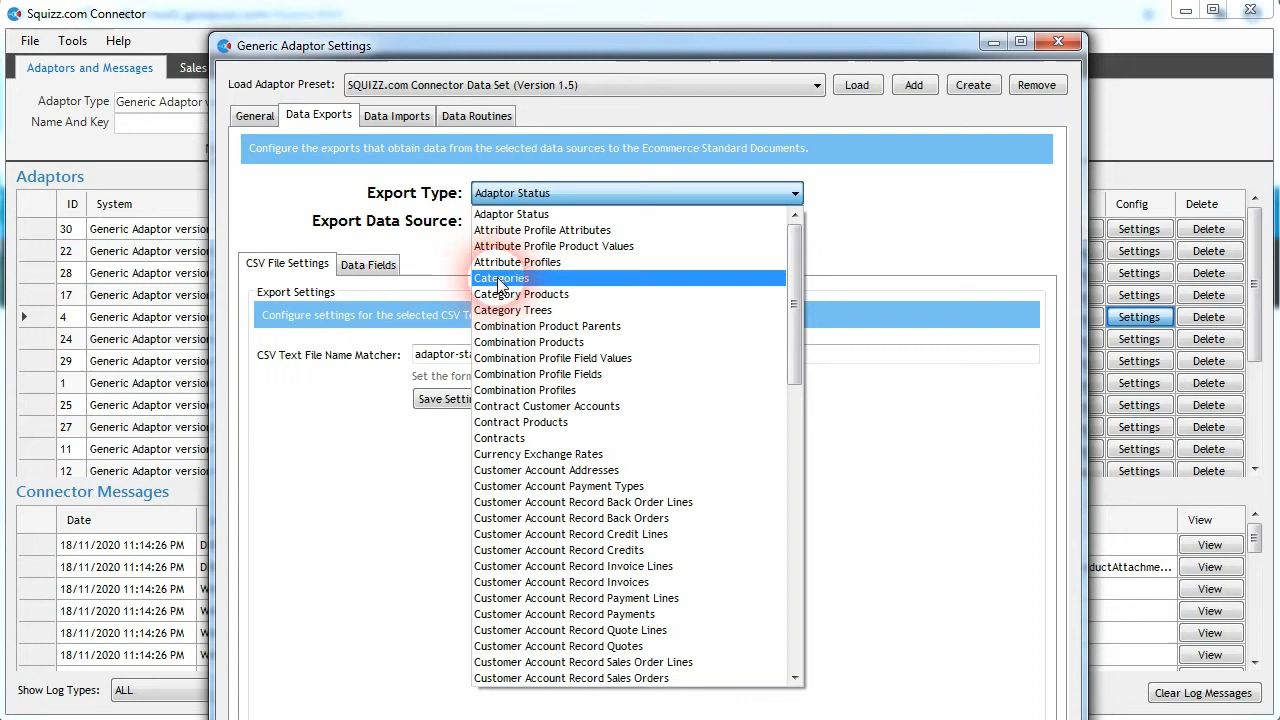 Squizz.com Connector
File Tools Help
Adaptors and Messages Sales
Adaptor Type Generic Adaptor v
Name And Key
Adaptors
ID System
30 Generic Adaptor version
22 Generic Adaptor version
28 Generic Adaptor version
17 Generic Adaptor version
4 Generic Adaptor version
24 Generic Adaptor version
29 Generic Adaptor version
1 Generic Adaptor version
25 Generic Adaptor version
27 Generic Adaptor version
11 Generic Adaptor version
12 Generic Adaptor version
Connector Messages
Date
18/11/2020 11:14:26 PM D
18/11/2020 11:14:26 PM D
18/11/2020 11:14:26 PM W
18/11/2020 11:14:26 PM W
18/11/2020 11:14:26 PM W
18/11/2020 11:14:26 PM W
Show Log Types: ALL
Generic Adaptor Settings
Load Adaptor Preset: SQUIZZ.com Connector Data Set (Version 1.5) Load Add Create Remove
General Data Exports Data Imports Data Routines
Configure the exports that obtain data from the selected data sources to the Ecommerce Standard Documents.
Export Type: Adaptor Status
Export Data Source:
CSV File Settings Data Fields
Export Settings
Configure settings for the selected CSV T
CSV Text File Name Matcher: adaptor-sta
Set the form
Save Settin
Adaptor Status
Attribute Profile Attributes
Attribute Profile Product Values
Attribute Profiles
Categories
Category Products
Category Trees
Combination Product Parents
Combination Products
Combination Profile Field Values
Combination Profile Fields
Combination Profiles
Contract Customer Accounts
Contract Products
Contracts
Currency Exchange Rates
Customer Account Addresses
Customer Account Payment Types
Customer Account Record Back Order Lines
Customer Account Record Back Orders
Customer Account Record Credit Lines
Customer Account Record Credits
Customer Account Record Invoice Lines
Customer Account Record Invoices
Customer Account Record Payment Lines
Customer Account Record Payments
Customer Account Record Quote Lines
Customer Account Record Quotes
Customer Account Record Sales Order Lines
Customer Account Record Sales Orders
Config Delete
Settings Delete
Settings Delete
Settings Delete
Settings Delete
Settings Delete
Settings Delete
Settings Delete
Settings Delete
Settings Delete
Settings Delete
Settings Delete
Settings Delete
View
View
ductAttachme... View
View
View
View
View
Clear Log Messages